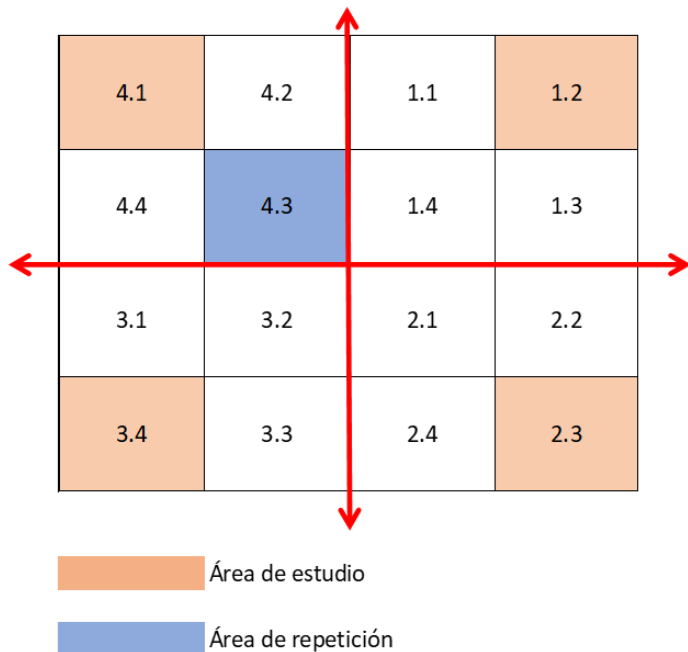 4.1 4.2 1.1 1.2
4.4 4.3 1.4 1.3
3.1 3.2 2.1 2.2
3.4 3.3 2.4 2.3
Área de estudio
Área de repetición